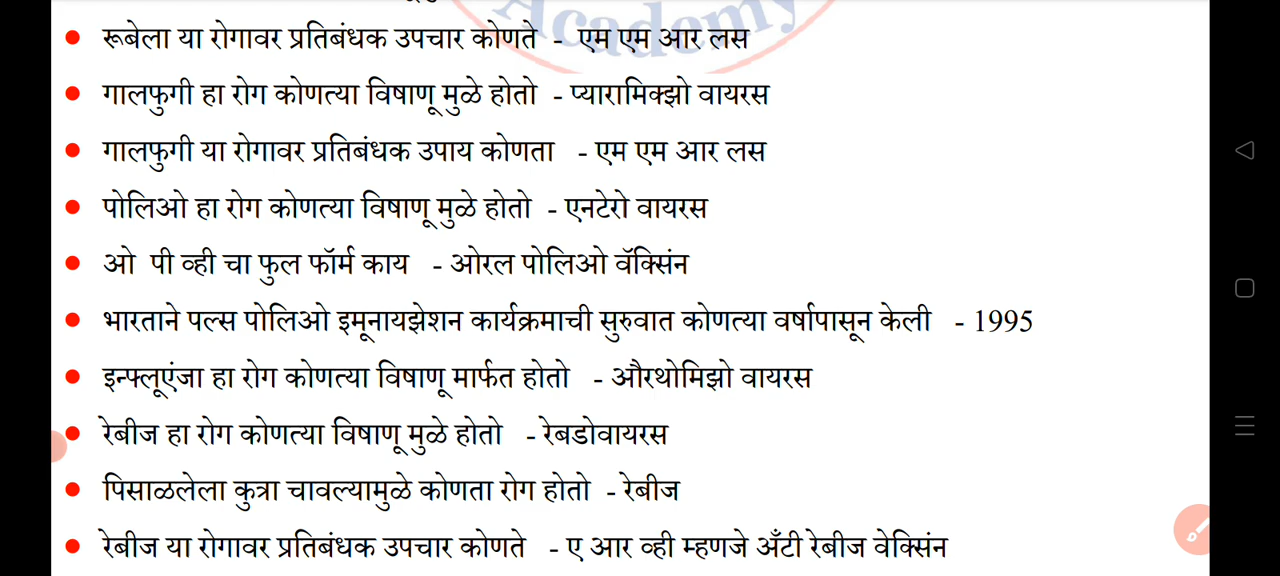 Academy
रूबेला या रोगावर प्रतिबंधक उपचार कोणते - एम एम आर लस
गालफुगी हा रोग कोणत्या विषाणू मुळे होतो - प्यारामिक्झो वायरस
गालफुगी या रोगावर प्रतिबंधक उपाय कोणता - एम एम आर लस
पोलिओ हा रोग कोणत्या विषाणू मुळे होतो - एनटेरो वायरस
ओ पी व्ही चा फुल फॉर्म काय - ओरल पोलिओ वॅक्सिंन
भारताने पल्स पोलिओ इमूनायझेशन कार्यक्रमाची सुरुवात कोणत्या वर्षापासून केली - 1995
इन्फ्लूएंजा हा रोग कोणत्या विषाणू मार्फत होतो - औरथोमिझो वायरस
रेबीज हा रोग कोणत्या विषाणू मुळे होतो - रेबडोवायरस
पिसाळलेला कुत्रा चावल्यामुळे कोणता रोग होतो - रेबीज
रेबीज या रोगावर प्रतिबंधक उपचार कोणते - ए आर व्ही म्हणजे अँटी रेबीज वेक्सिंन